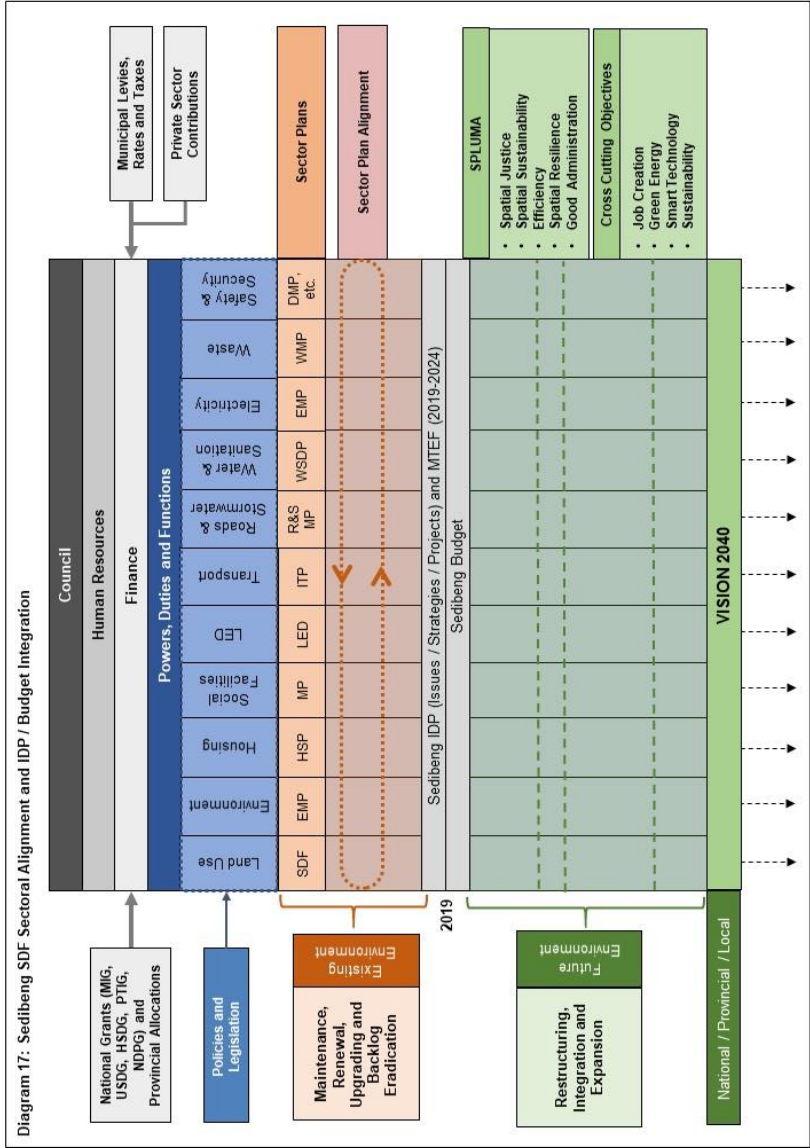 Diagram 17: Sedibeng SDF Sectoral Alignment and IDP / Budget Integration
Council
Human Resources
Finance
Powers, Duties and Functions
National Grants (MIG,
USDG, HSDG, PTIG,
NDPG) and
Provincial Allocations
Municipal Levies,
Rates and Taxes
Private Sector
Contributions
Policies and
Legislation
Land Use
Environment
Housing
Social
Facilities
LED
Transport
Roads &
Stormwater
Water &
Sanitation
Electricity
Waste
Safety &
Security
SDF
EMP
HSP
MP
LED
ITP
R&S
MP
WSDP
EMP
WMP
DMP,
etc.
Sector Plans
Sector Plan Alignment
Maintenance,
Renewal,
Upgrading and
Backlog
Eradication
Existing
Environment
2019
Sedibeng IDP (Issues / Strategies / Projects) and MTEF (2019-2024)
Sedibeng Budget
Restructuring,
Integration and
Expansion
Future
Environment
SPLUMA
• Spatial Justice
• Spatial Sustainability
• Efficiency
• Spatial Resilience
• Good Administration
Cross Cutting Objectives
• Job Creation
• Green Energy
• Smart Technology
• Sustainability
National / Provincial / Local
VISION 2040